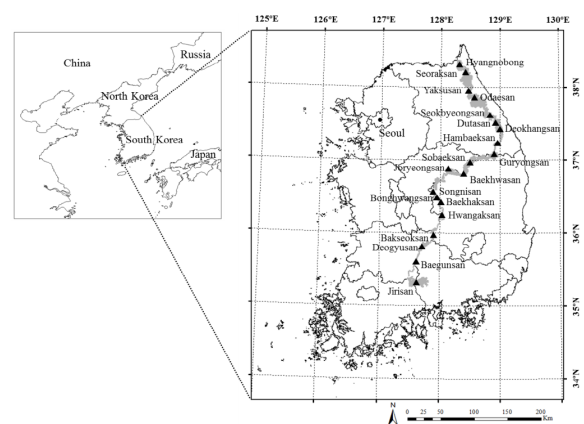 125°E 126°E 127°E 128°E 129°E 130°E
China
Russia
North Korea
South Korea
Japan
Hyangnobong
Seoraksan
Yaksusan
Odaesan
Seokbyeongsan
Dutasan
Deokhangsan
Hambaeksan
Seoul
Sobaeksan
Guryongsan
Joryeongsan
Baekhwasan
Songnisan
Bonghwangsan
Baekhaksan
Hwangaksan
Bakseoksan
Deogyusan
Baegunsan
Jirisan
38°N
37°N
36°N
35°N
34°N
N
0 25 50 100 150 200
Km